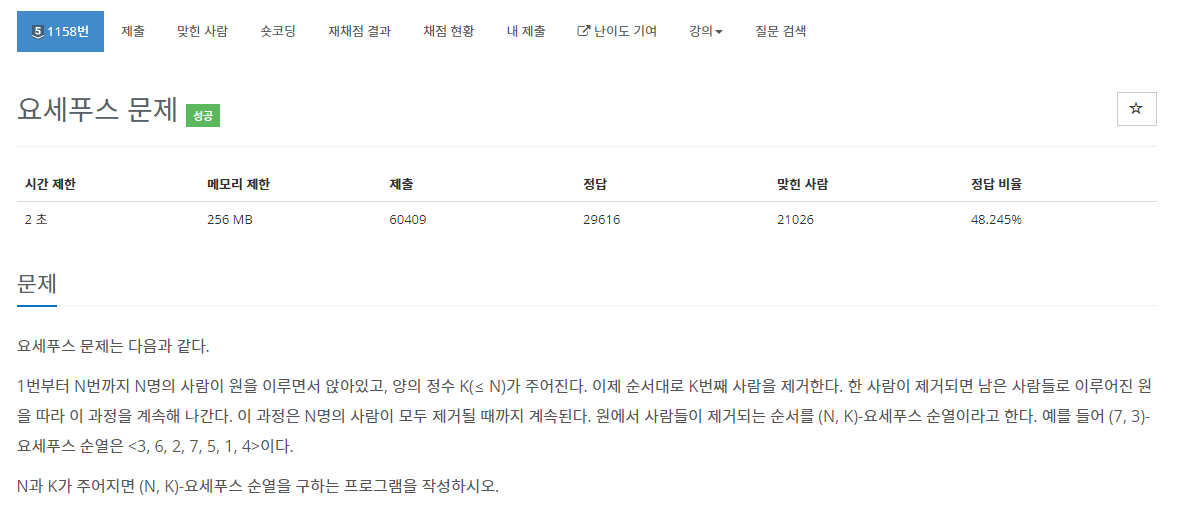 5 1158번 제출 맞힌 사람 숏코딩 재채점 결과 채점 현황 내 제출 난이도 기여 강의 질문 검색
요세푸스 문제 성공
시간 제한 메모리 제한 제출 정답 맞힌 사람 정답 비율
2 초 256 MB 60409 29616 21026 48.245%
문제
요세푸스 문제는 다음과 같다.
1번부터 N번까지 N명의 사람이 원을 이루면서 앉아있고, 양의 정수 K(≤ N)가 주어진다. 이제 순서대로 K번째 사람을 제거한다. 한 사람이 제거되면 남은 사람들로 이루어진 원
을 따라 이 과정을 계속해 나간다. 이 과정은 N명의 사람이 모두 제거될 때까지 계속된다. 원에서 사람들이 제거되는 순서를 (N, K)-요세푸스 순열이라고 한다. 예를 들어 (7, 3)-
요세푸스 순열은 <3, 6, 2, 7, 5, 1, 4>이다.
N과 K가 주어지면 (N, K)-요세푸스 순열을 구하는 프로그램을 작성하시오.